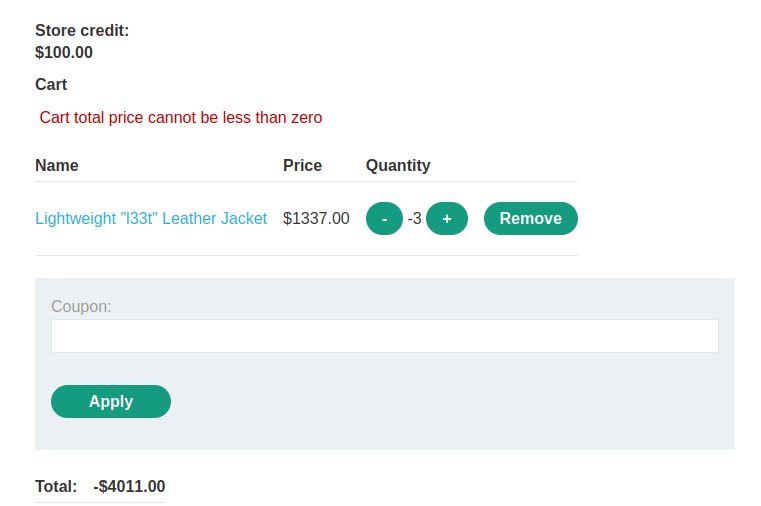 Store credit:
$100.00
Cart
Cart total price cannot be less than zero
Name Price Quantity
Lightweight "l33t" Leather Jacket $1337.00 - -3 + Remove
Coupon:
Apply
Total: -$4011.00